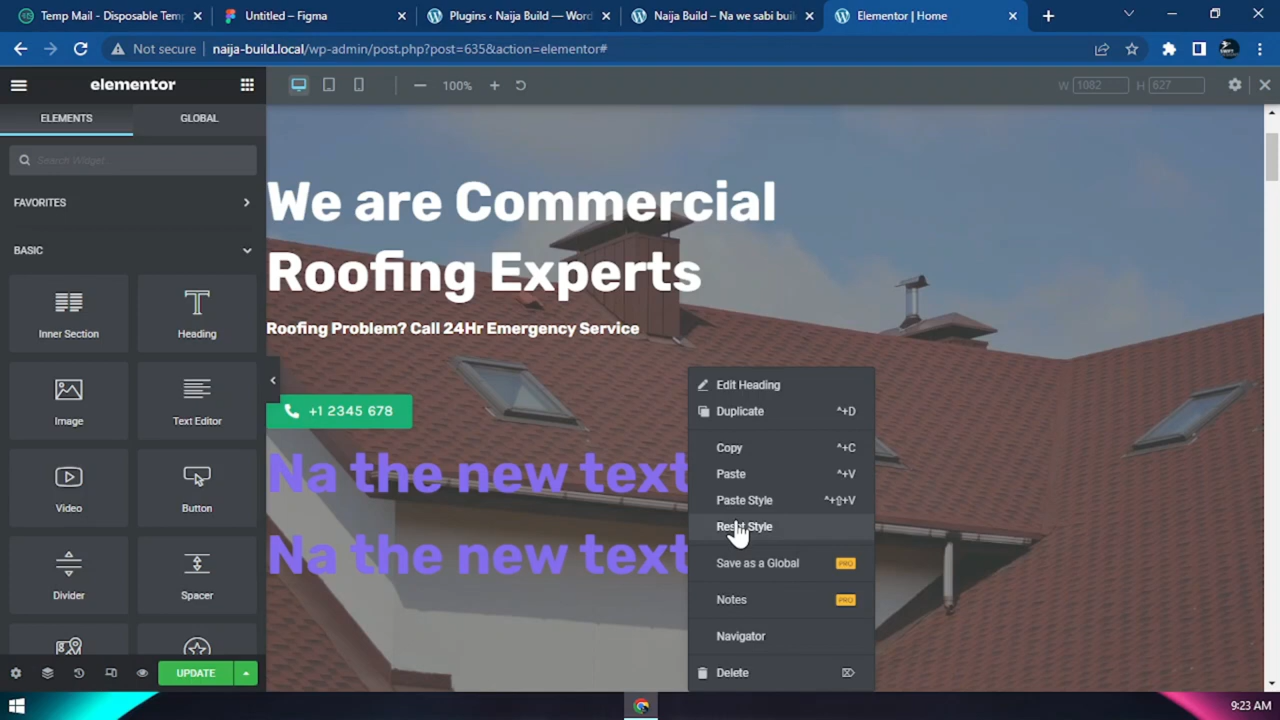 Temp Mail - Disposable Temp
Untitled – Figma
Plugins ‹ Naija Build — Word
Naija Build – Na we sabi buil
Elementor | Home
Not secure
naija-build.local/wp-admin/post.php?post=635&action=elementor#
elementor
100%
W 1082 H 627
ELEMENTS
GLOBAL
Search Widget
FAVORITES
BASIC
Inner Section
Heading
Image
Text Editor
Video
Button
Divider
Spacer
UPDATE
We are Commercial
Roofing Experts
Roofing Problem? Call 24Hr Emergency Service
+1 2345 678
Na the new text
Na the new text
Edit Heading
Duplicate ^+D
Copy ^+C
Paste ^+V
Paste Style ^+⇧+V
Reset Style
Save as a Global PRO
Notes PRO
Navigator
Delete
9:23 AM